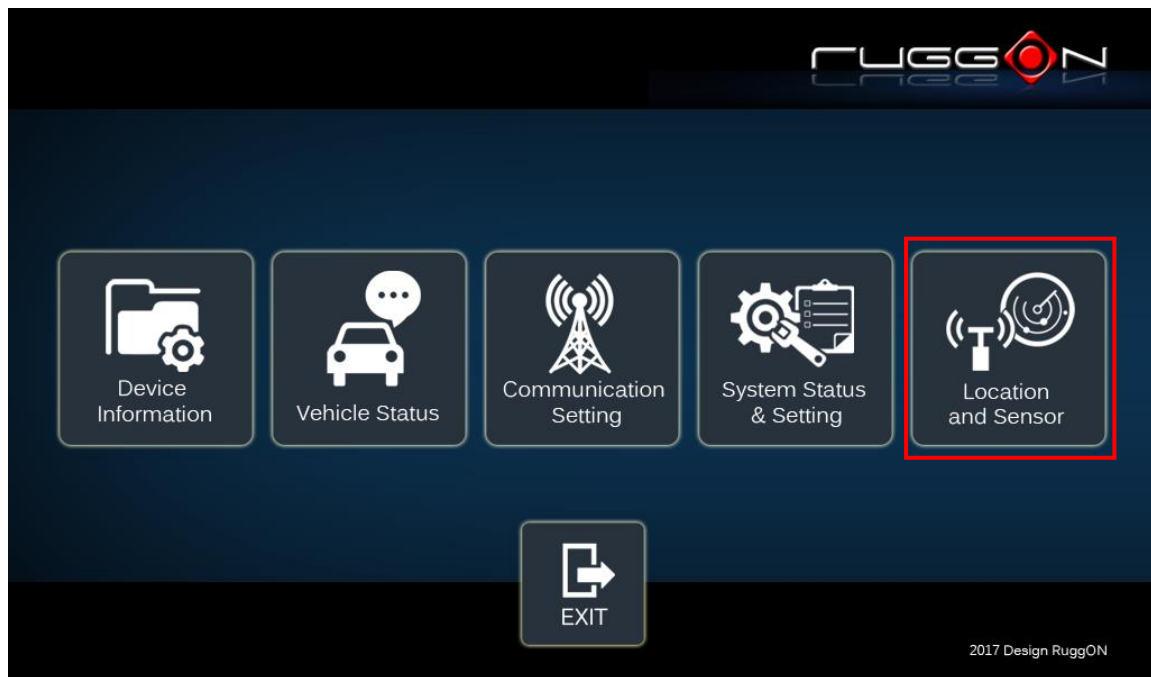 ruggon
Device
Information
Vehicle Status
Communication
Setting
System Status
& Setting
Location
and Sensor
EXIT
2017 Design RuggON